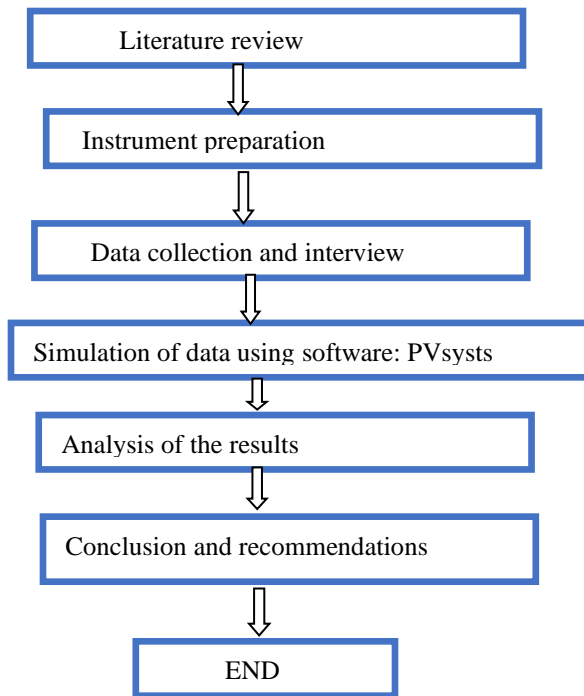 Literature review
Instrument preparation
Data collection and interview
Simulation of data using software: PVsysts
Analysis of the results
Conclusion and recommendations
END